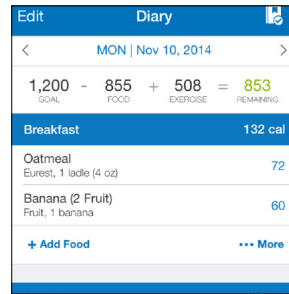 Edit Diary
< MON | Nov 10, 2014 >
1,200 - 855 + 508 = 853
GOAL FOOD EXERCISE REMAINING
Breakfast 132 cal
Oatmeal
Eurest, 1 ladle (4 oz) 72
Banana (2 Fruit)
Fruit, 1 banana 60
+ Add Food ••• More